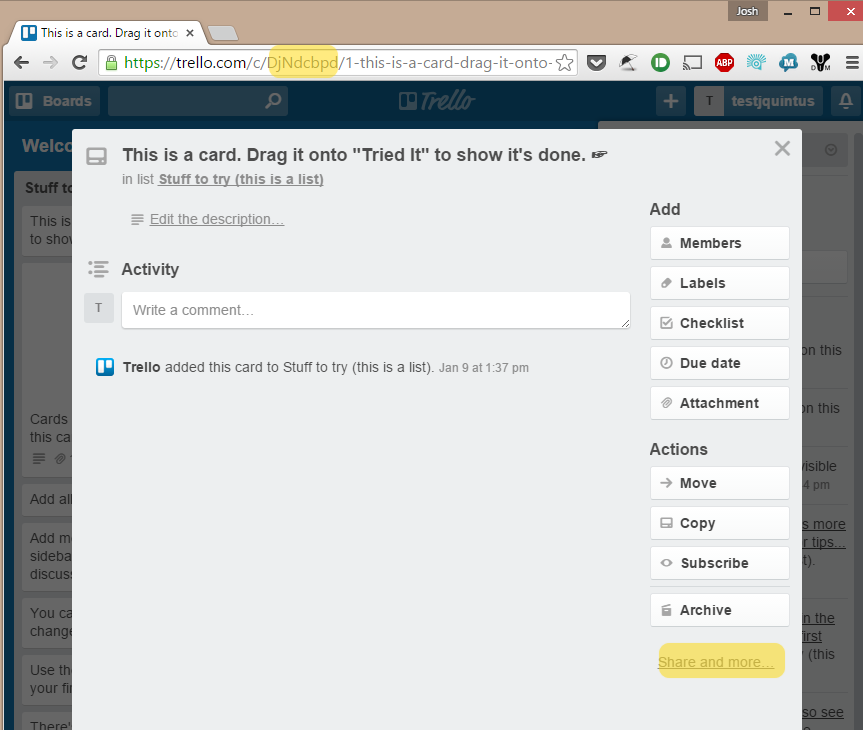 Josh
This is a card. Drag it onto
https://trello.com/c/DjNdcbpd/1-this-is-a-card-drag-it-onto-
ABP
M
Boards
Trello
T testjquintus
Welco
This is a card. Drag it onto "Tried It" to show it's done. ☞
in list Stuff to try (this is a list)
Edit the description…
Activity
T
Write a comment…
Trello added this card to Stuff to try (this is a list). Jan 9 at 1:37 pm
Add
Members
Labels
Checklist
Due date
Attachment
Actions
Move
Copy
Subscribe
Archive
Share and more…
Stuff to
This is
to show
Cards
this ca
Add all
Add m
sideba
discus
You ca
change
Use the
your fi
There'
on this
on this
visible
4 pm
s more
r tips...
st).
in the
first
(this
so see